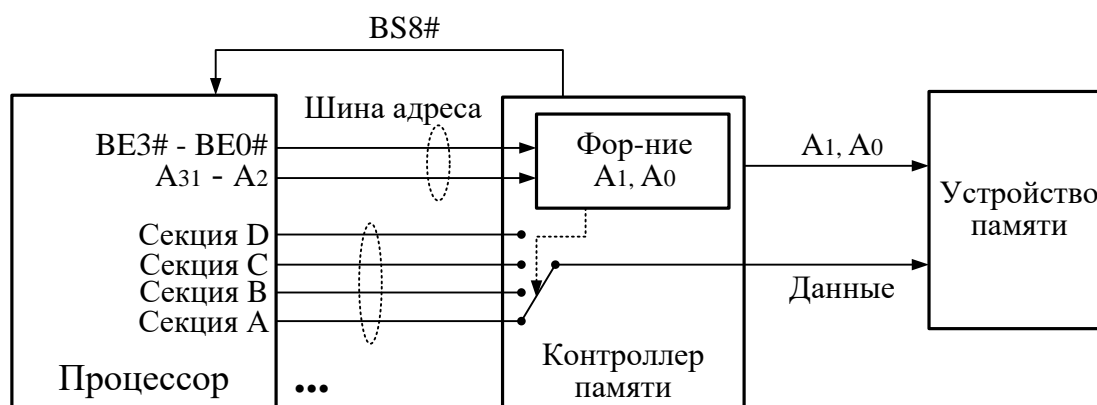 BS8#
Шина адреса
BE3# - BE0#
A31 - A2
Фор-ние
A1, A0
A1, A0
Устройство
памяти
Секция D
Секция C
Секция B
Секция A
Данные
Процессор
...
Контроллер
памяти